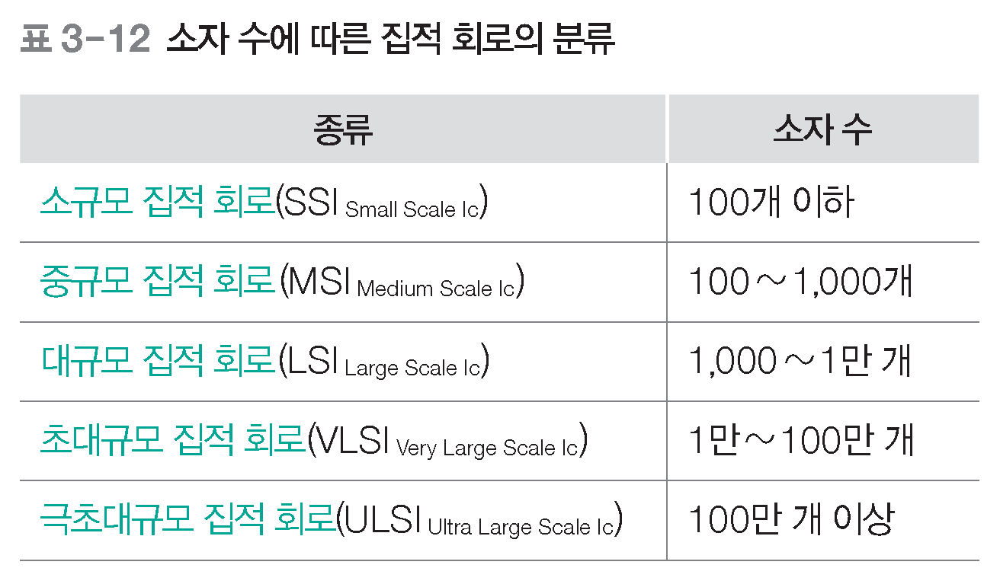 표 3-12 소자 수에 따른 집적 회로의 분류
종류 소자 수
소규모 집적 회로(SSI Small Scale Ic) 100개 이하
중규모 집적 회로(MSI Medium Scale Ic) 100~1,000개
대규모 집적 회로(LSI Large Scale Ic) 1,000~1만 개
초대규모 집적 회로(VLSI Very Large Scale Ic) 1만~100만 개
극초대규모 집적 회로(ULSI Ultra Large Scale Ic) 100만 개 이상